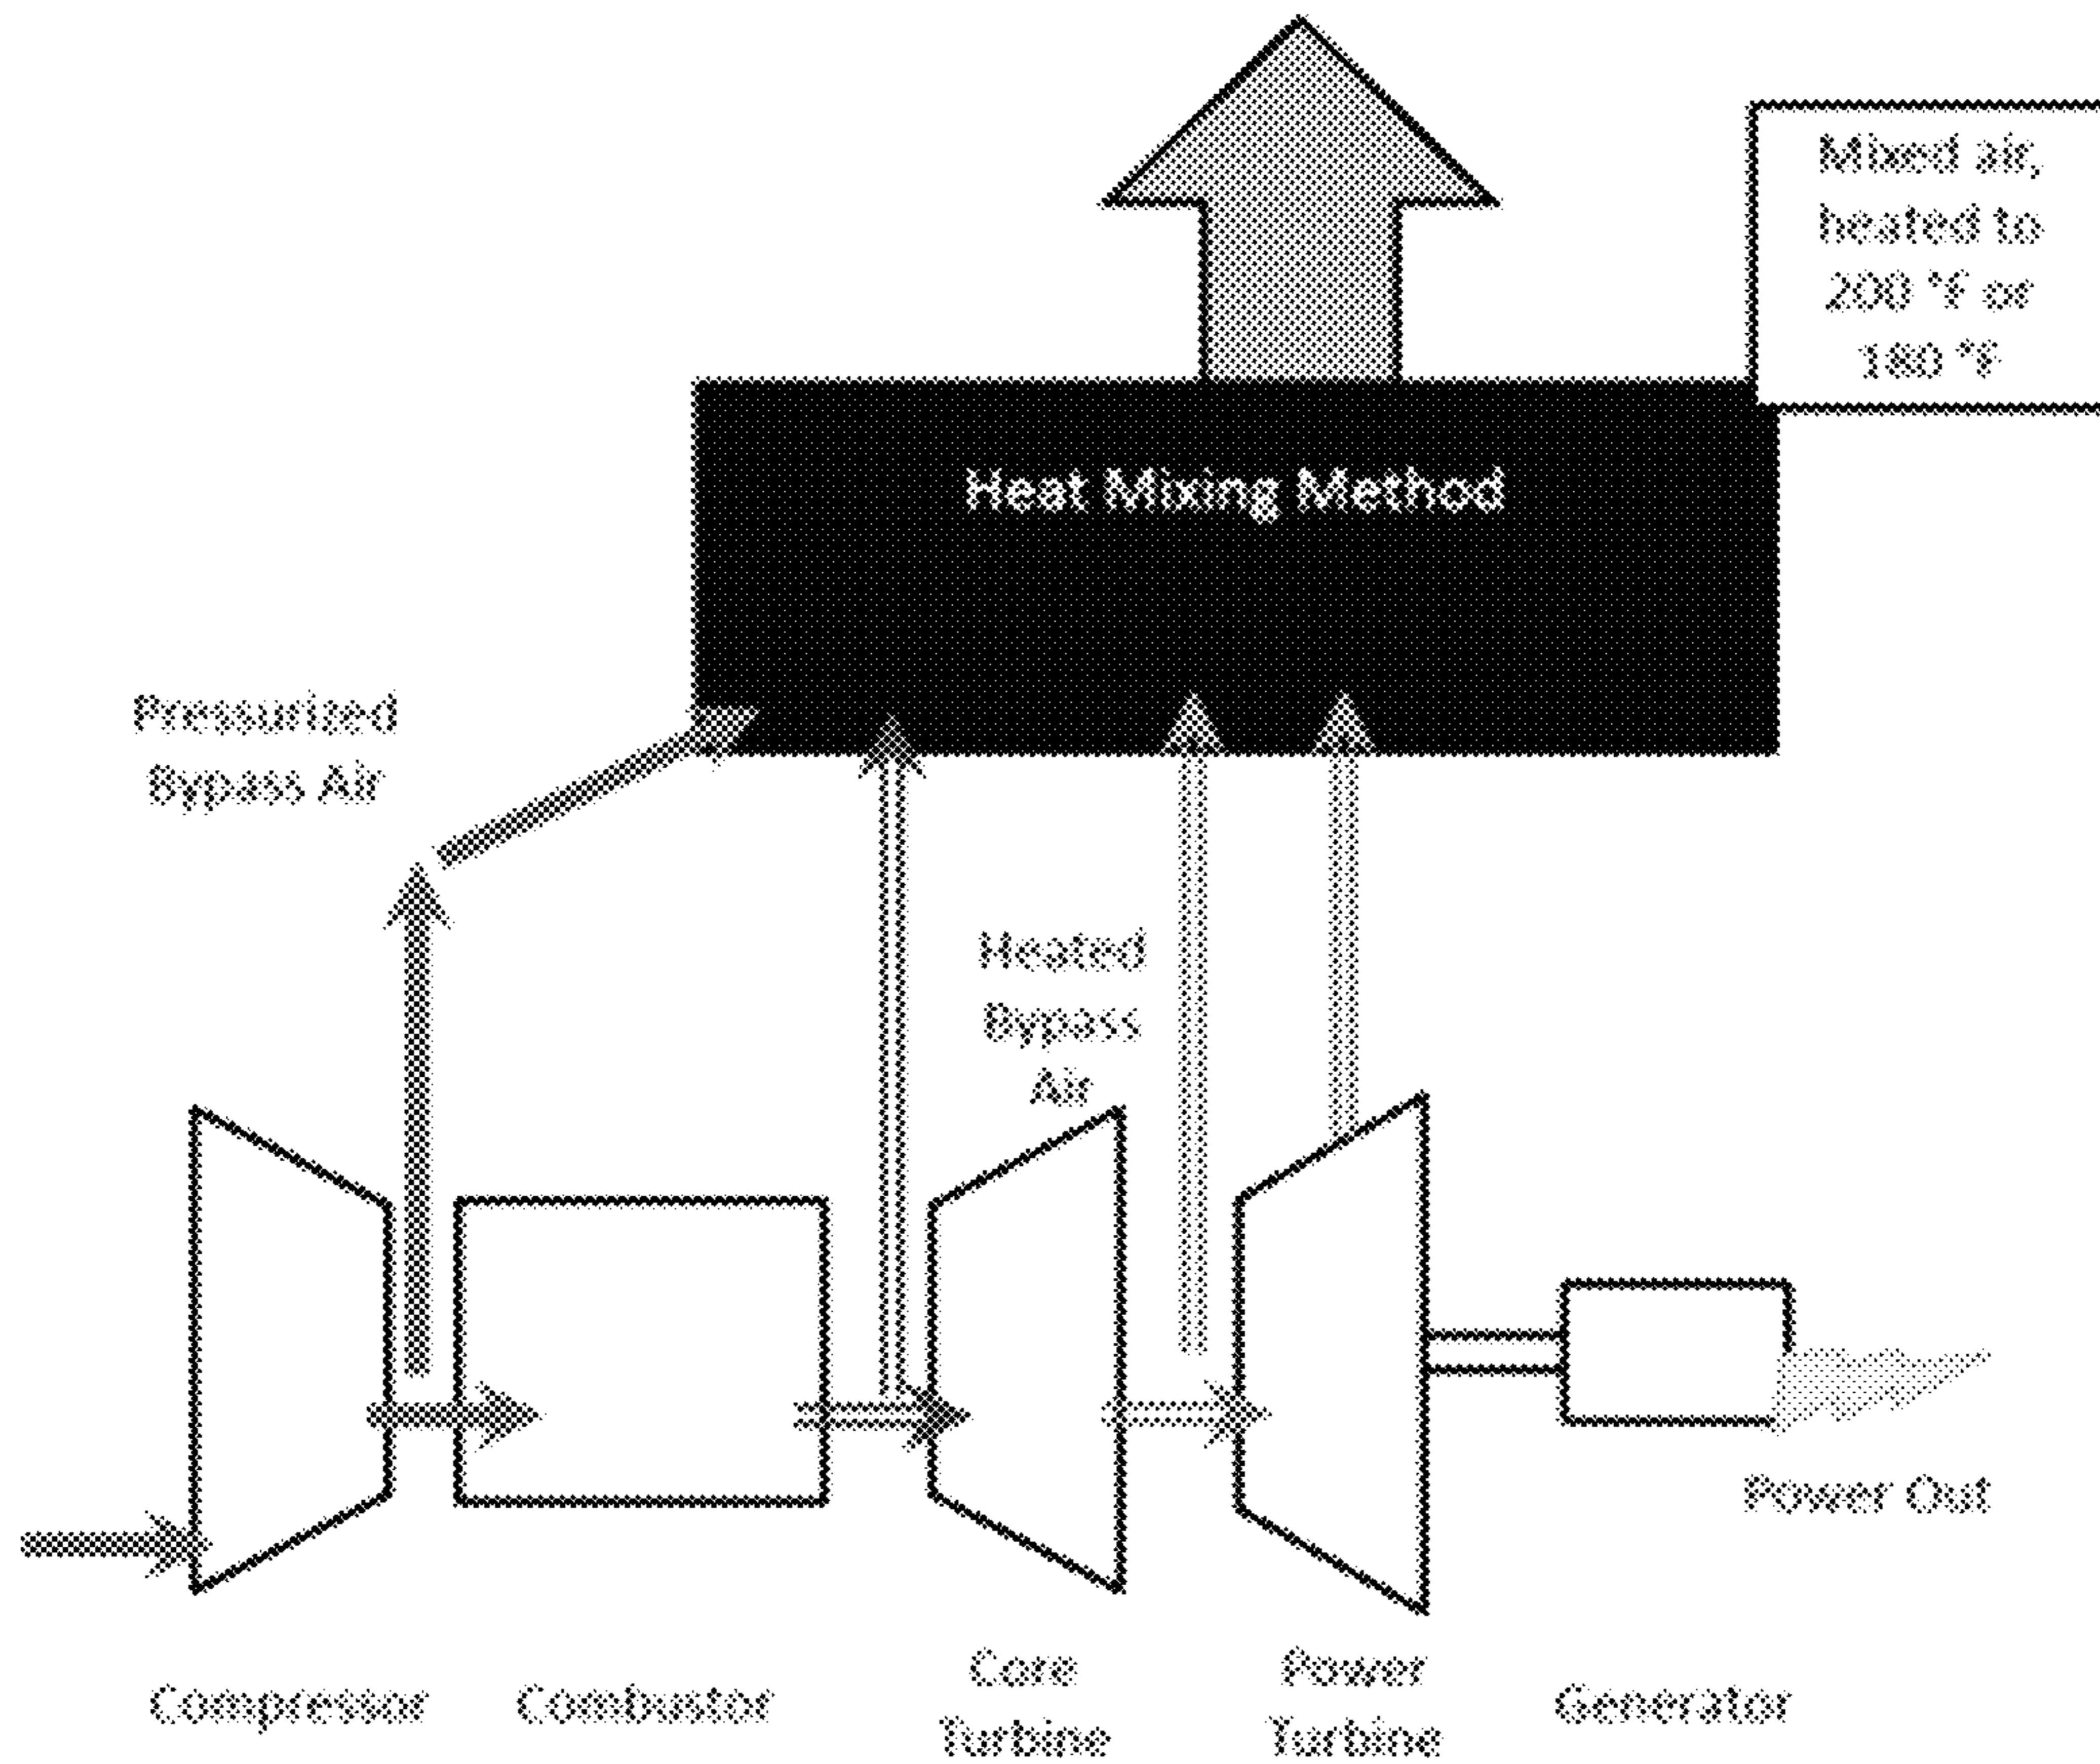 Mixed air,
heated to
200 °F or
180 °F
Heat Mixing Method
Pressurized
Bypass Air
Heated
Bypass
Air
Power Out
Compressor
Combustor
Core
Turbine
Power
Turbine
Generator